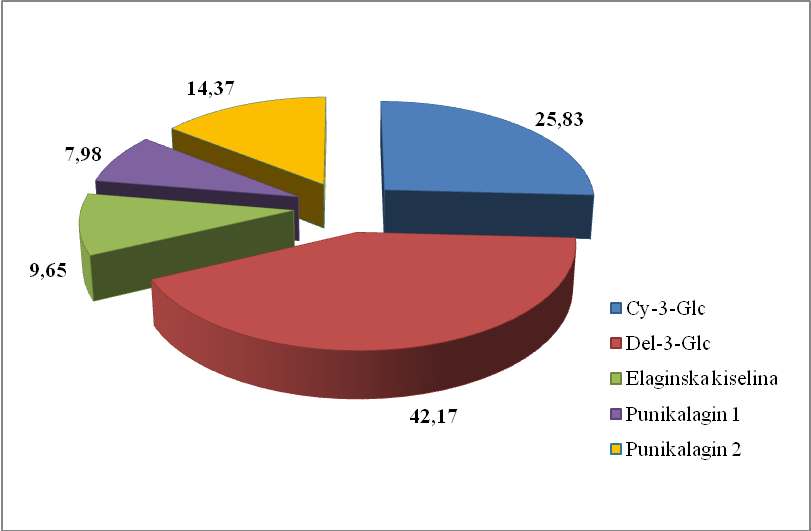 14,37
25,83
7,98
9,65
42,17
Cy-3-Glc
Del-3-Glc
Elaginska kiselina
Punikalagin 1
Punikalagin 2